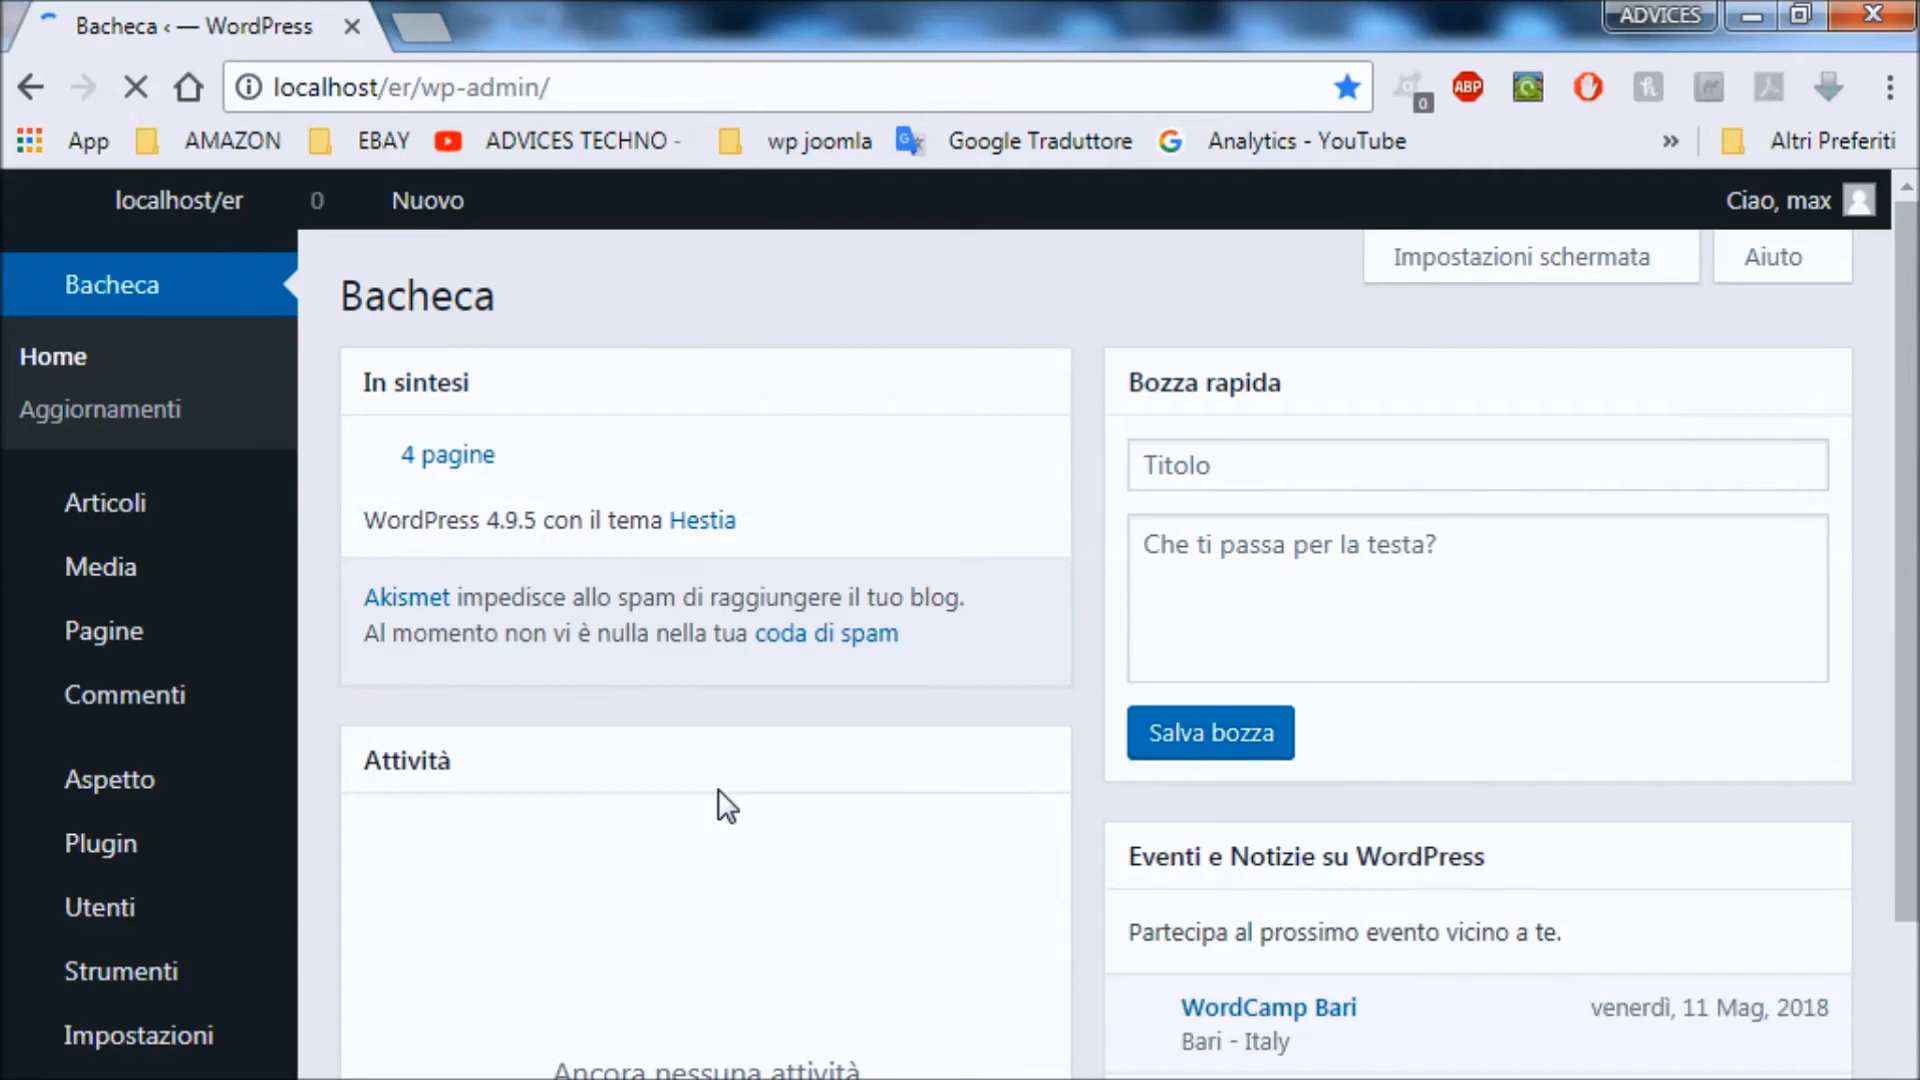 Bacheca ‹ — WordPress
ADVICES
localhost/er/wp-admin/
0
ABP
App
AMAZON
EBAY
ADVICES TECHNO -
wp joomla
Google Traduttore
Analytics - YouTube
»
Altri Preferiti
localhost/er
0
Nuovo
Ciao, max
Bacheca
Home
Aggiornamenti
Articoli
Media
Pagine
Commenti
Aspetto
Plugin
Utenti
Strumenti
Impostazioni
Impostazioni schermata
Aiuto
Bacheca
In sintesi
4 pagine
WordPress 4.9.5 con il tema Hestia
Akismet impedisce allo spam di raggiungere il tuo blog.
Al momento non vi è nulla nella tua coda di spam
Attività
Ancora nessuna attività
Bozza rapida
Titolo
Che ti passa per la testa?
Salva bozza
Eventi e Notizie su WordPress
Partecipa al prossimo evento vicino a te.
WordCamp Bari
venerdì, 11 Mag, 2018
Bari - Italy